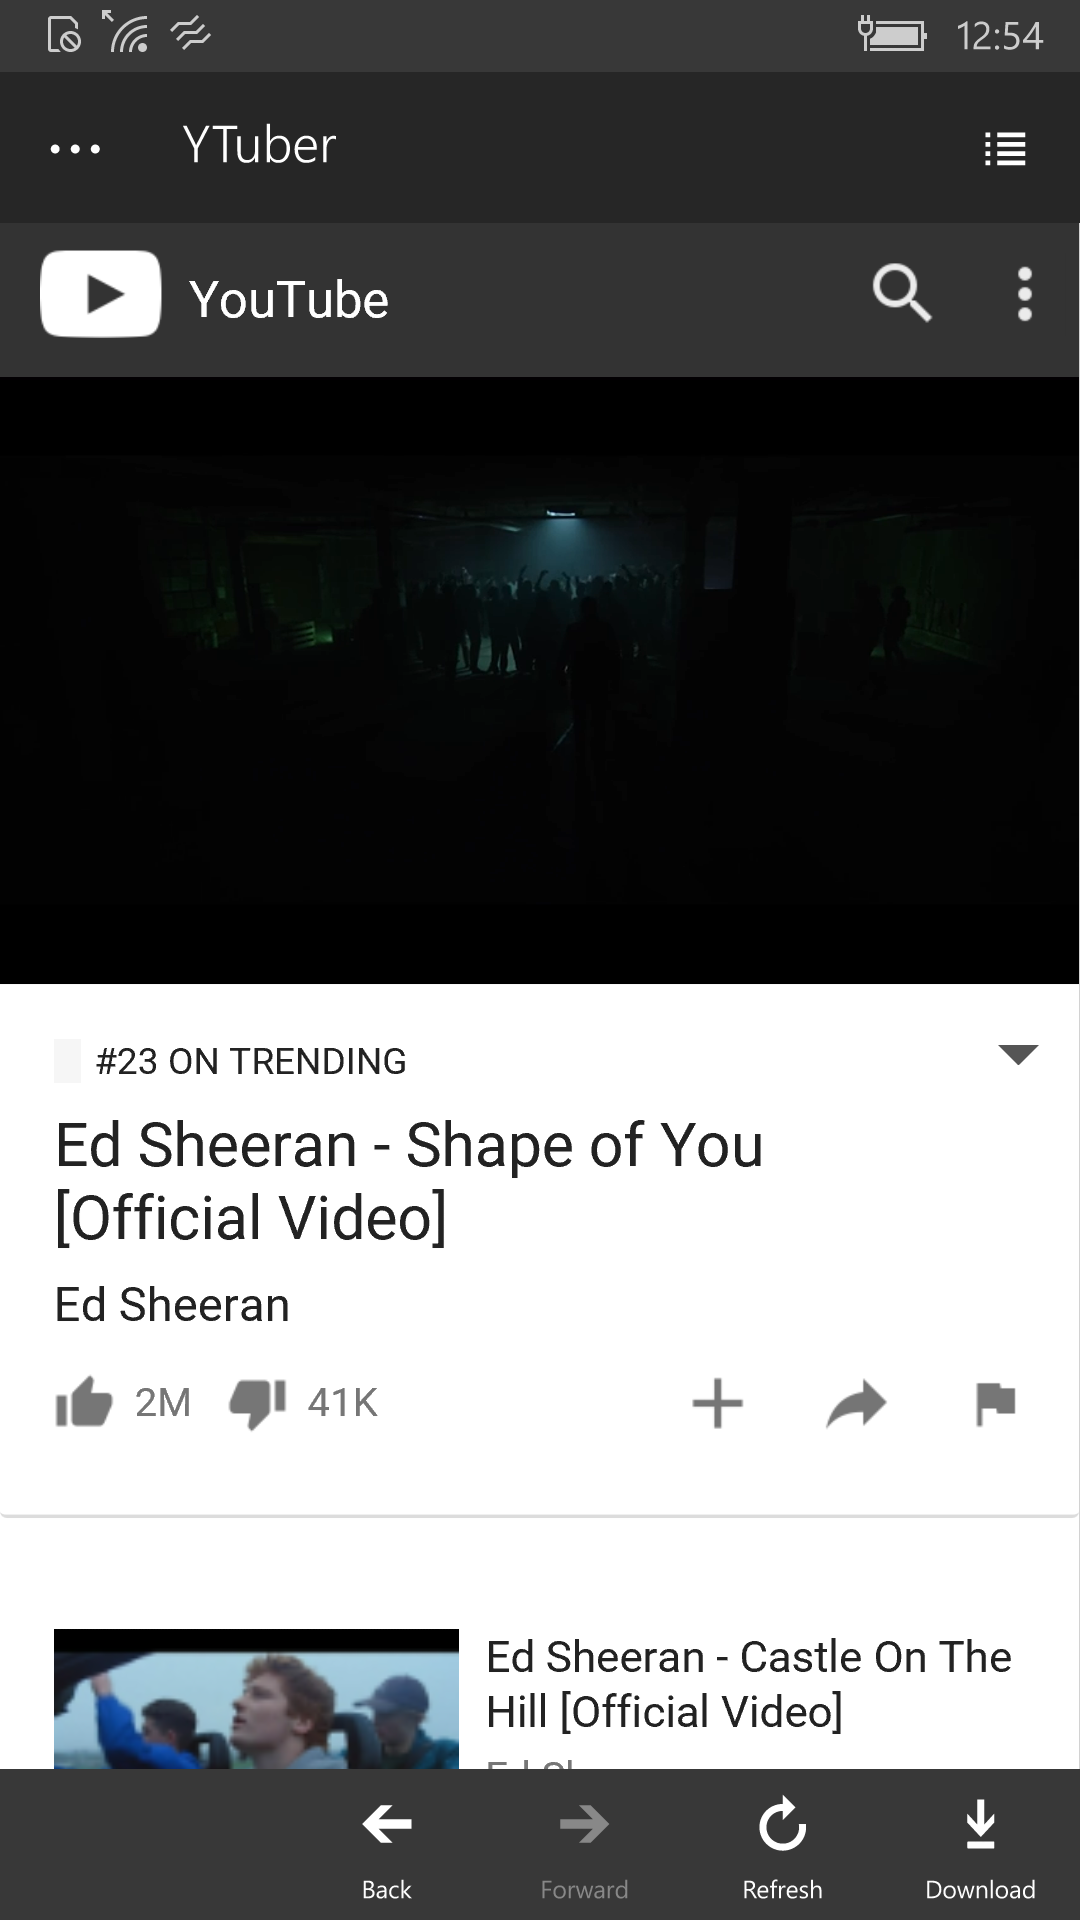 12:54
YTuber
YouTube
#23 ON TRENDING
Ed Sheeran - Shape of You
[Official Video]
Ed Sheeran
2M 41K
Ed Sheeran - Castle On The
Hill [Official Video]
Back Forward Refresh Download